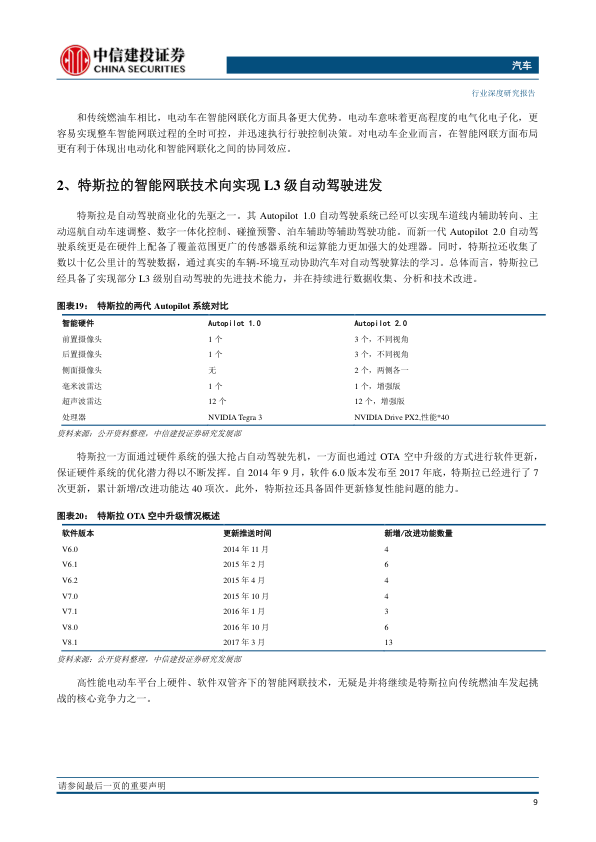 中信建投证券
CHINA SECURITIES
汽车
行业深度研究报告
和传统燃油车相比，电动车在智能网联化方面具备更大优势。电动车意味着更高程度的电气化电子化，更
容易实现整车智能网联过程的全时可控，并迅速执行行驶控制决策。对电动车企业而言，在智能网联方面布局
更有利于体现出电动化和智能网联化之间的协同效应。
2、特斯拉的智能网联技术向实现 L3 级自动驾驶进发
特斯拉是自动驾驶商业化的先驱之一。其 Autopilot 1.0 自动驾驶系统已经可以实现车道线内辅助转向、主
动巡航自动车速调整、数字一体化控制、碰撞预警、泊车辅助等辅助驾驶功能。而新一代 Autopilot 2.0 自动驾
驶系统更是在硬件上配备了覆盖范围更广的传感器系统和运算能力更加强大的处理器。同时，特斯拉还收集了
数以十亿公里计的驾驶数据，通过真实的车辆-环境互动协助汽车对自动驾驶算法的学习。总体而言，特斯拉已
经具备了实现部分 L3 级别自动驾驶的先进技术能力，并在持续进行数据收集、分析和技术改进。
图表19： 特斯拉的两代 Autopilot 系统对比
智能硬件 Autopilot 1.0 Autopilot 2.0
前置摄像头 1 个 3 个，不同视角
后置摄像头 1 个 3 个，不同视角
侧面摄像头 无 2 个，两侧各一
毫米波雷达 1 个 1 个，增强版
超声波雷达 12 个 12 个，增强版
处理器 NVIDIA Tegra 3 NVIDIA Drive PX2,性能*40
资料来源：公开资料整理，中信建投证券研究发展部
特斯拉一方面通过硬件系统的强大抢占自动驾驶先机，一方面也通过 OTA 空中升级的方式进行软件更新，
保证硬件系统的优化潜力得以不断发挥。自 2014 年 9 月，软件 6.0 版本发布至 2017 年底，特斯拉已经进行了 7
次更新，累计新增/改进功能达 40 项次。此外，特斯拉还具备固件更新修复性能问题的能力。
图表20： 特斯拉 OTA 空中升级情况概述
软件版本 更新推送时间 新增/改进功能数量
V6.0 2014 年 11 月 4
V6.1 2015 年 2 月 6
V6.2 2015 年 4 月 4
V7.0 2015 年 10 月 4
V7.1 2016 年 1 月 3
V8.0 2016 年 10 月 6
V8.1 2017 年 3 月 13
资料来源：公开资料整理，中信建投证券研究发展部
高性能电动车平台上硬件、软件双管齐下的智能网联技术，无疑是并将继续是特斯拉向传统燃油车发起挑
战的核心竞争力之一。
请参阅最后一页的重要声明
9